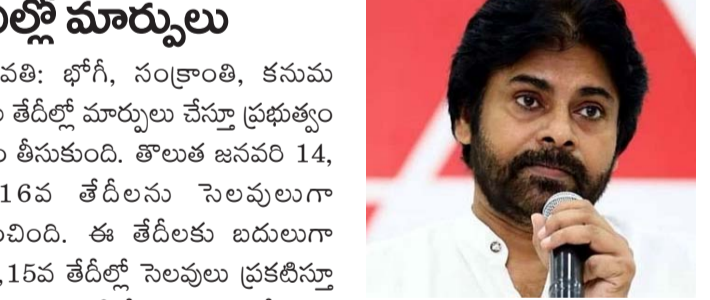 మార్పులు
వతి: భోగీ, సంక్రాంతి, కనుమ
తేదీల్లో మార్పులు చేస్తూ ప్రభుత్వం
తీసుకుంది. తొలుత జనవరి 14,
16వ తేదీలను సెలవులుగా
చింది. ఈ తేదీలకు బదులుగా
,15వ తేదీల్లో సెలవులు ప్రకటిస్తూ